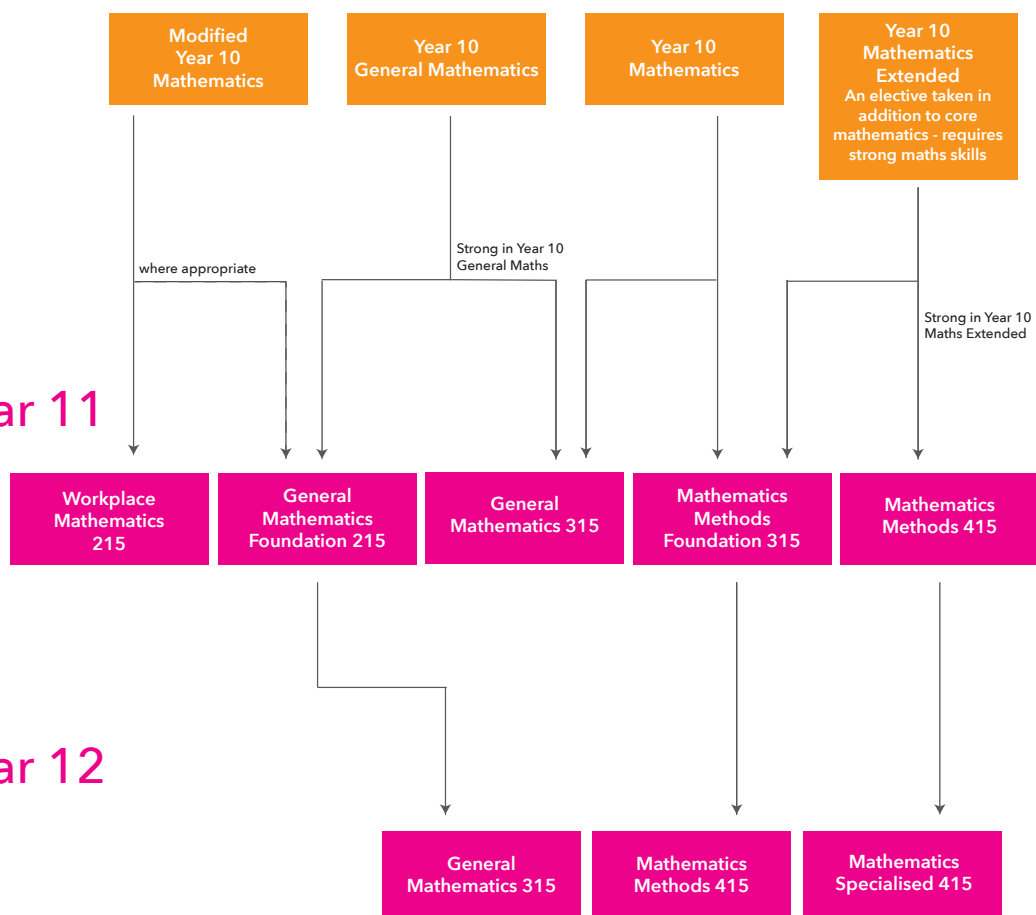 Modified
Year 10
Mathematics
Year 10
General Mathematics
Year 10
Mathematics
Year 10
Mathematics
Extended
An elective taken in
addition to core
mathematics - requires
strong maths skills
where appropriate
Strong in Year 10
General Maths
Strong in Year 10
Maths Extended
ar 11
Workplace
Mathematics
215
General
Mathematics
Foundation 215
General
Mathematics 315
Mathematics
Methods
Foundation 315
Mathematics
Methods 415
ar 12
General
Mathematics 315
Mathematics
Methods 415
Mathematics
Specialised 415